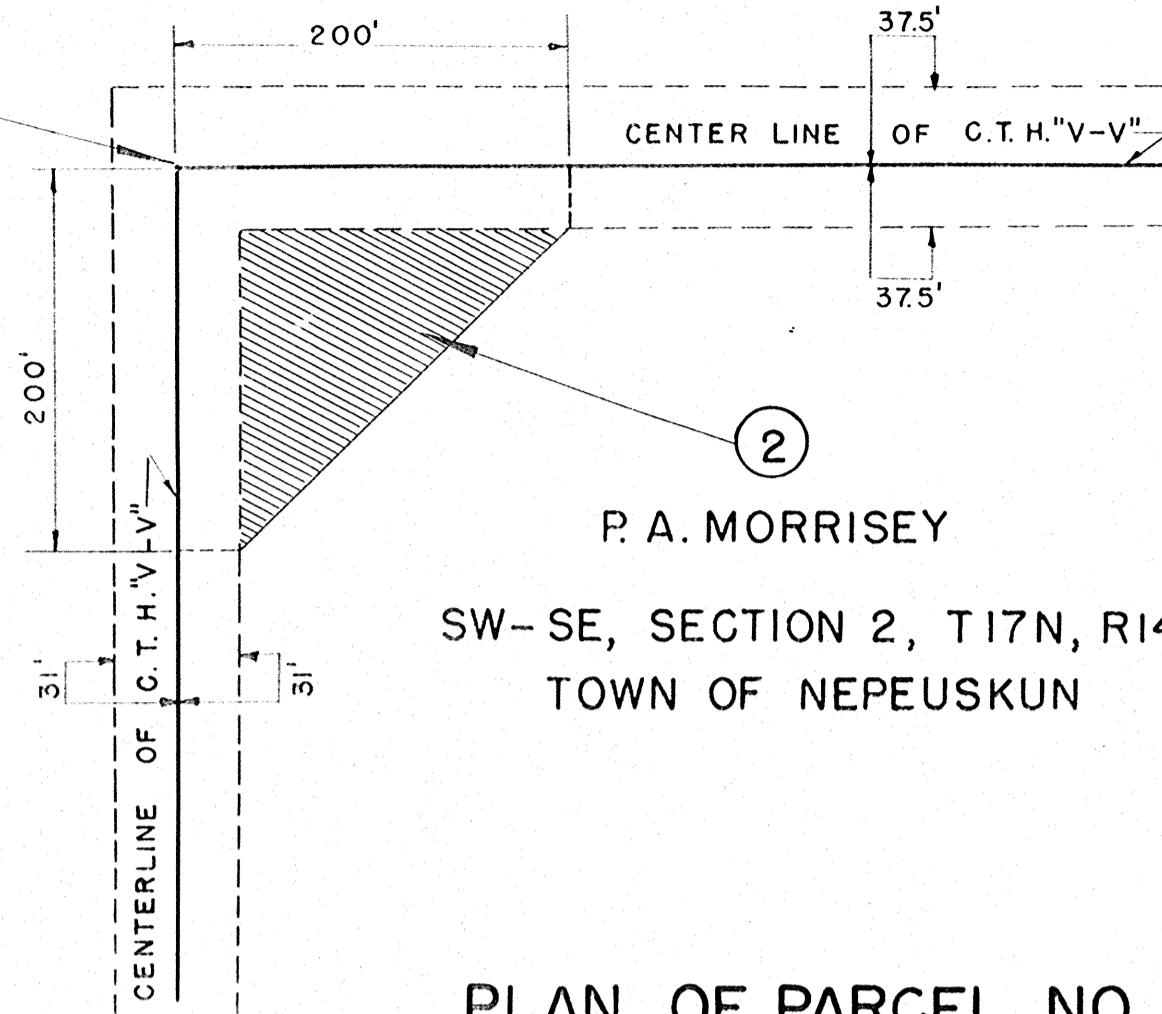 200'
37.5'
CENTER LINE OF C.T.H. "V-V"
37.5'
200'
2
P. A. MORRISEY
SW-SE, SECTION 2, T17N, R14
TOWN OF NEPEUSKUN
31'
31'
CENTERLINE OF C.T.H. "V-V"
PLAN OF PARCEL NO